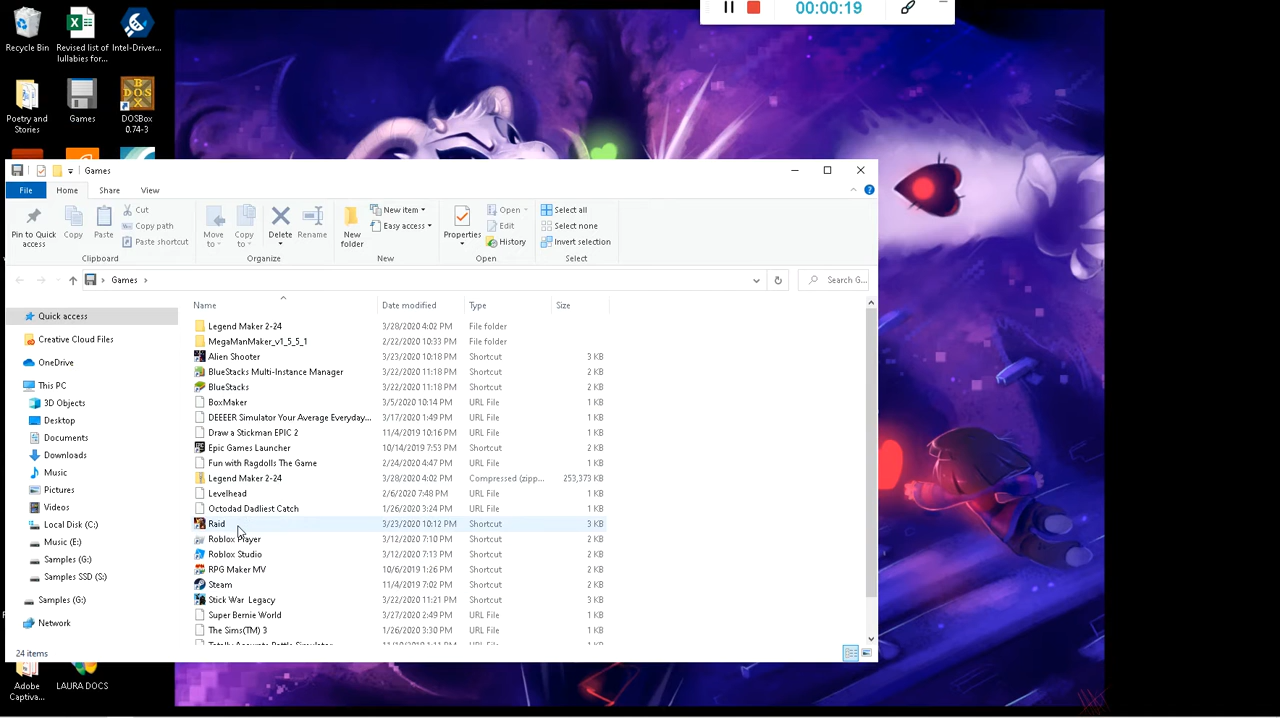 00:00:19
Recycle Bin
Revised list of lullabies for...
Intel-Driver...
Poetry and Stories
Games
DOSBox 0.74-3
Games
File Home Share View
Pin to Quick access
Copy
Paste
Cut
Copy path
Paste shortcut
Clipboard
Move to
Copy to
Delete
Rename
Organize
New folder
New item
Easy access
New
Properties
Open
Edit
History
Open
Select all
Select none
Invert selection
Select
Games
Search G...
Name Date modified Type Size
Quick access
Creative Cloud Files
OneDrive
This PC
3D Objects
Desktop
Documents
Downloads
Music
Pictures
Videos
Local Disk (C:)
Music (E:)
Samples (G:)
Samples SSD (S:)
Samples (G:)
Network
Legend Maker 2-24 3/28/2020 4:02 PM File folder
MegaManMaker_v1_5_5_1 2/22/2020 10:33 PM File folder
Alien Shooter 3/23/2020 10:18 PM Shortcut 3 KB
BlueStacks Multi-Instance Manager 3/22/2020 11:18 PM Shortcut 2 KB
BlueStacks 3/22/2020 11:18 PM Shortcut 2 KB
BoxMaker 3/5/2020 10:14 PM URL File 1 KB
DEEEER Simulator Your Average Everyday... 3/17/2020 1:49 PM URL File 1 KB
Draw a Stickman EPIC 2 11/4/2019 10:16 PM URL File 1 KB
Epic Games Launcher 10/14/2019 7:53 PM Shortcut 2 KB
Fun with Ragdolls The Game 2/24/2020 4:47 PM URL File 1 KB
Legend Maker 2-24 3/28/2020 4:02 PM Compressed (zipp... 253,373 KB
Levelhead 2/6/2020 7:48 PM URL File 1 KB
Octodad Dadliest Catch 1/26/2020 3:24 PM URL File 1 KB
Raid 3/23/2020 10:12 PM Shortcut 3 KB
Roblox Player 3/12/2020 7:10 PM Shortcut 2 KB
Roblox Studio 3/12/2020 7:13 PM Shortcut 2 KB
RPG Maker MV 10/6/2019 1:26 PM Shortcut 2 KB
Steam 11/4/2019 7:02 PM Shortcut 2 KB
Stick War Legacy 3/22/2020 11:21 PM Shortcut 3 KB
Super Bernie World 3/27/2020 2:49 PM URL File 1 KB
The Sims(TM) 3 1/26/2020 3:30 PM URL File 1 KB
24 items
Adobe Captiva...
LAURA DOCS